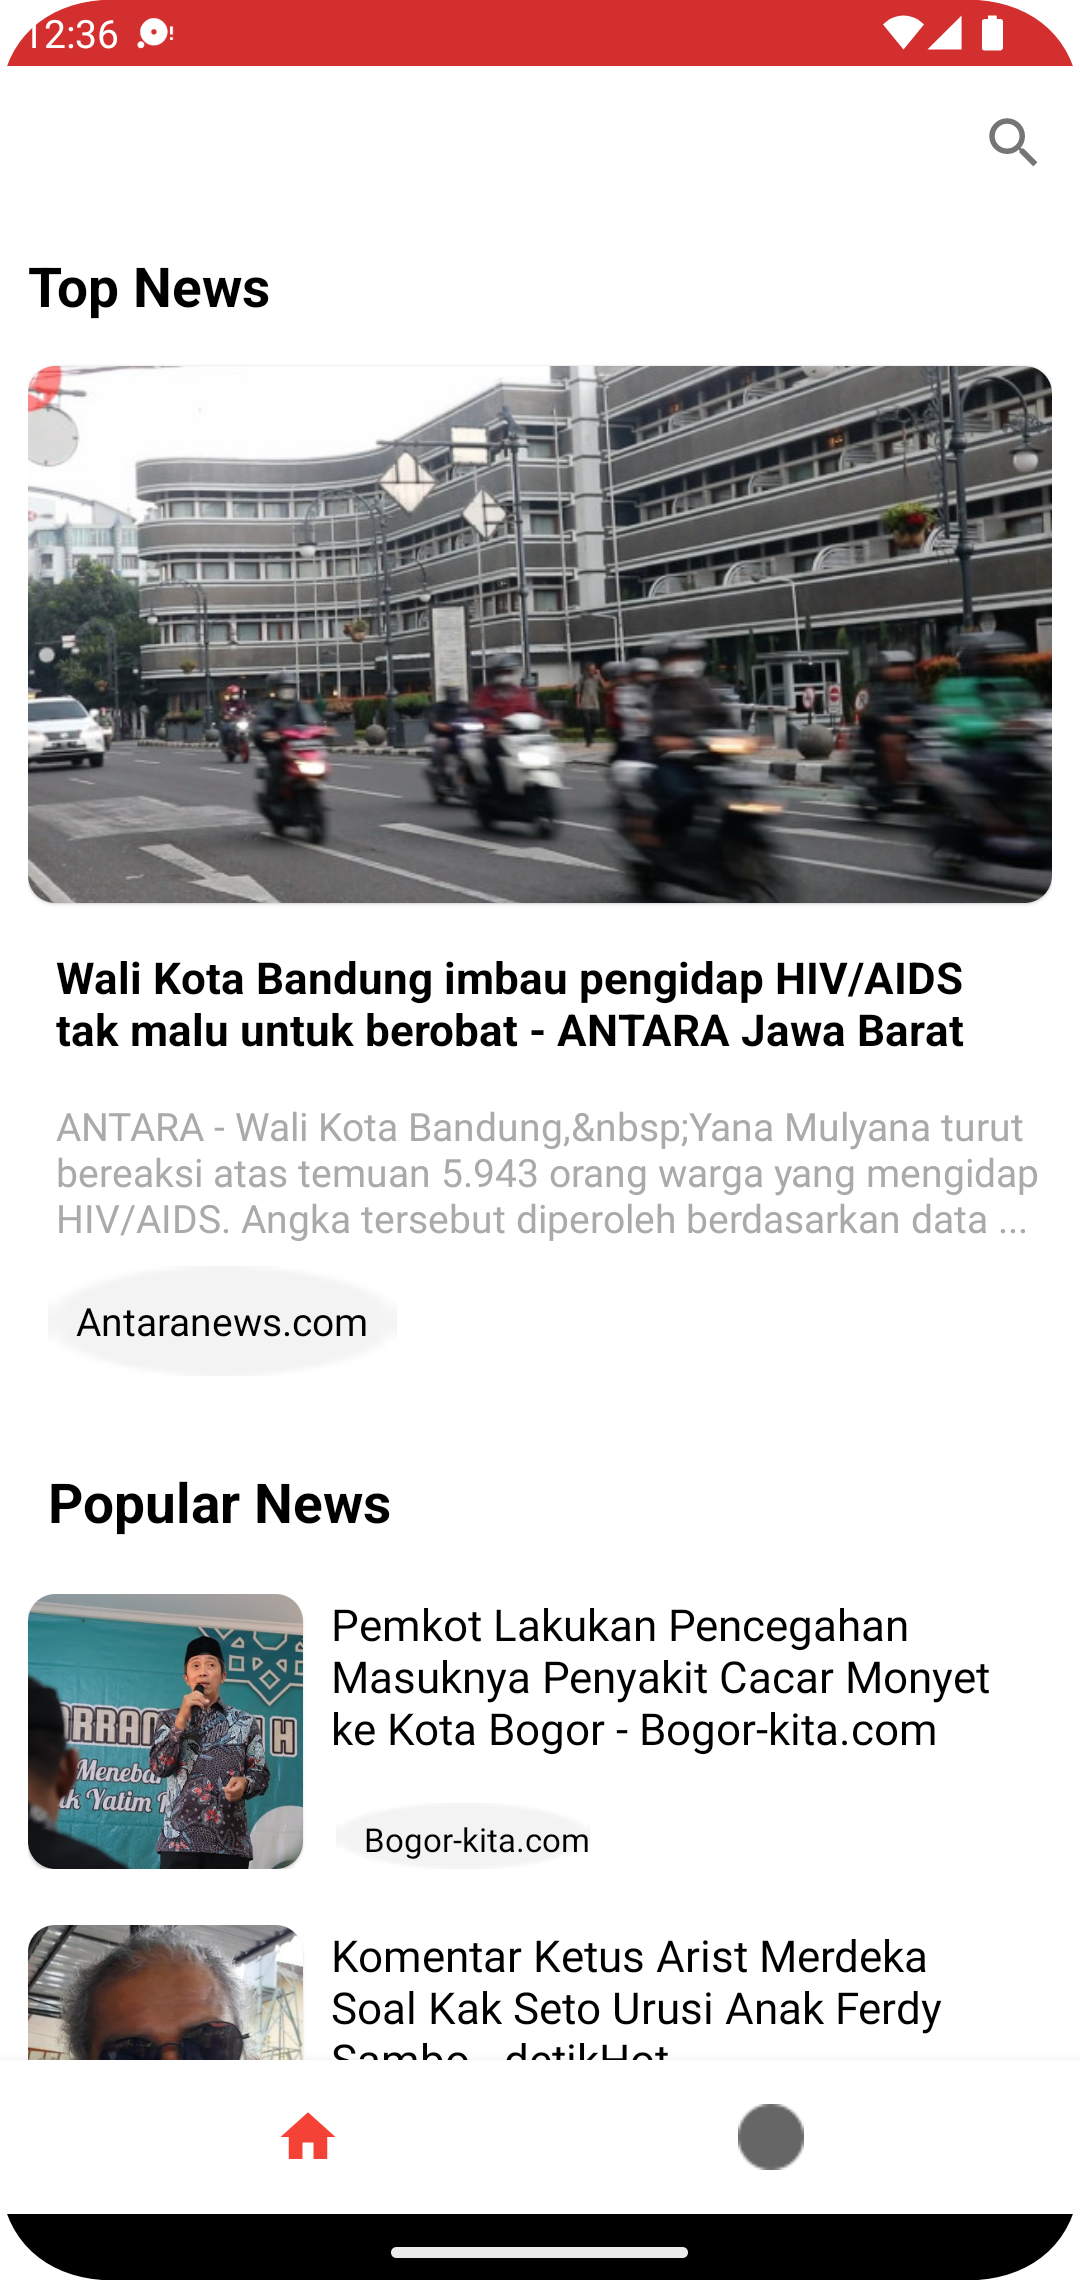 12:36
Top News
Wali Kota Bandung imbau pengidap HIV/AIDS
tak malu untuk berobat - ANTARA Jawa Barat
ANTARA - Wali Kota Bandung,&nbsp;Yana Mulyana turut
bereaksi atas temuan 5.943 orang warga yang mengidap
HIV/AIDS. Angka tersebut diperoleh berdasarkan data ...
Antaranews.com
Popular News
Pemkot Lakukan Pencegahan
Masuknya Penyakit Cacar Monyet
ke Kota Bogor - Bogor-kita.com
Bogor-kita.com
Komentar Ketus Arist Merdeka
Soal Kak Seto Urusi Anak Ferdy
Sambo - detikHot